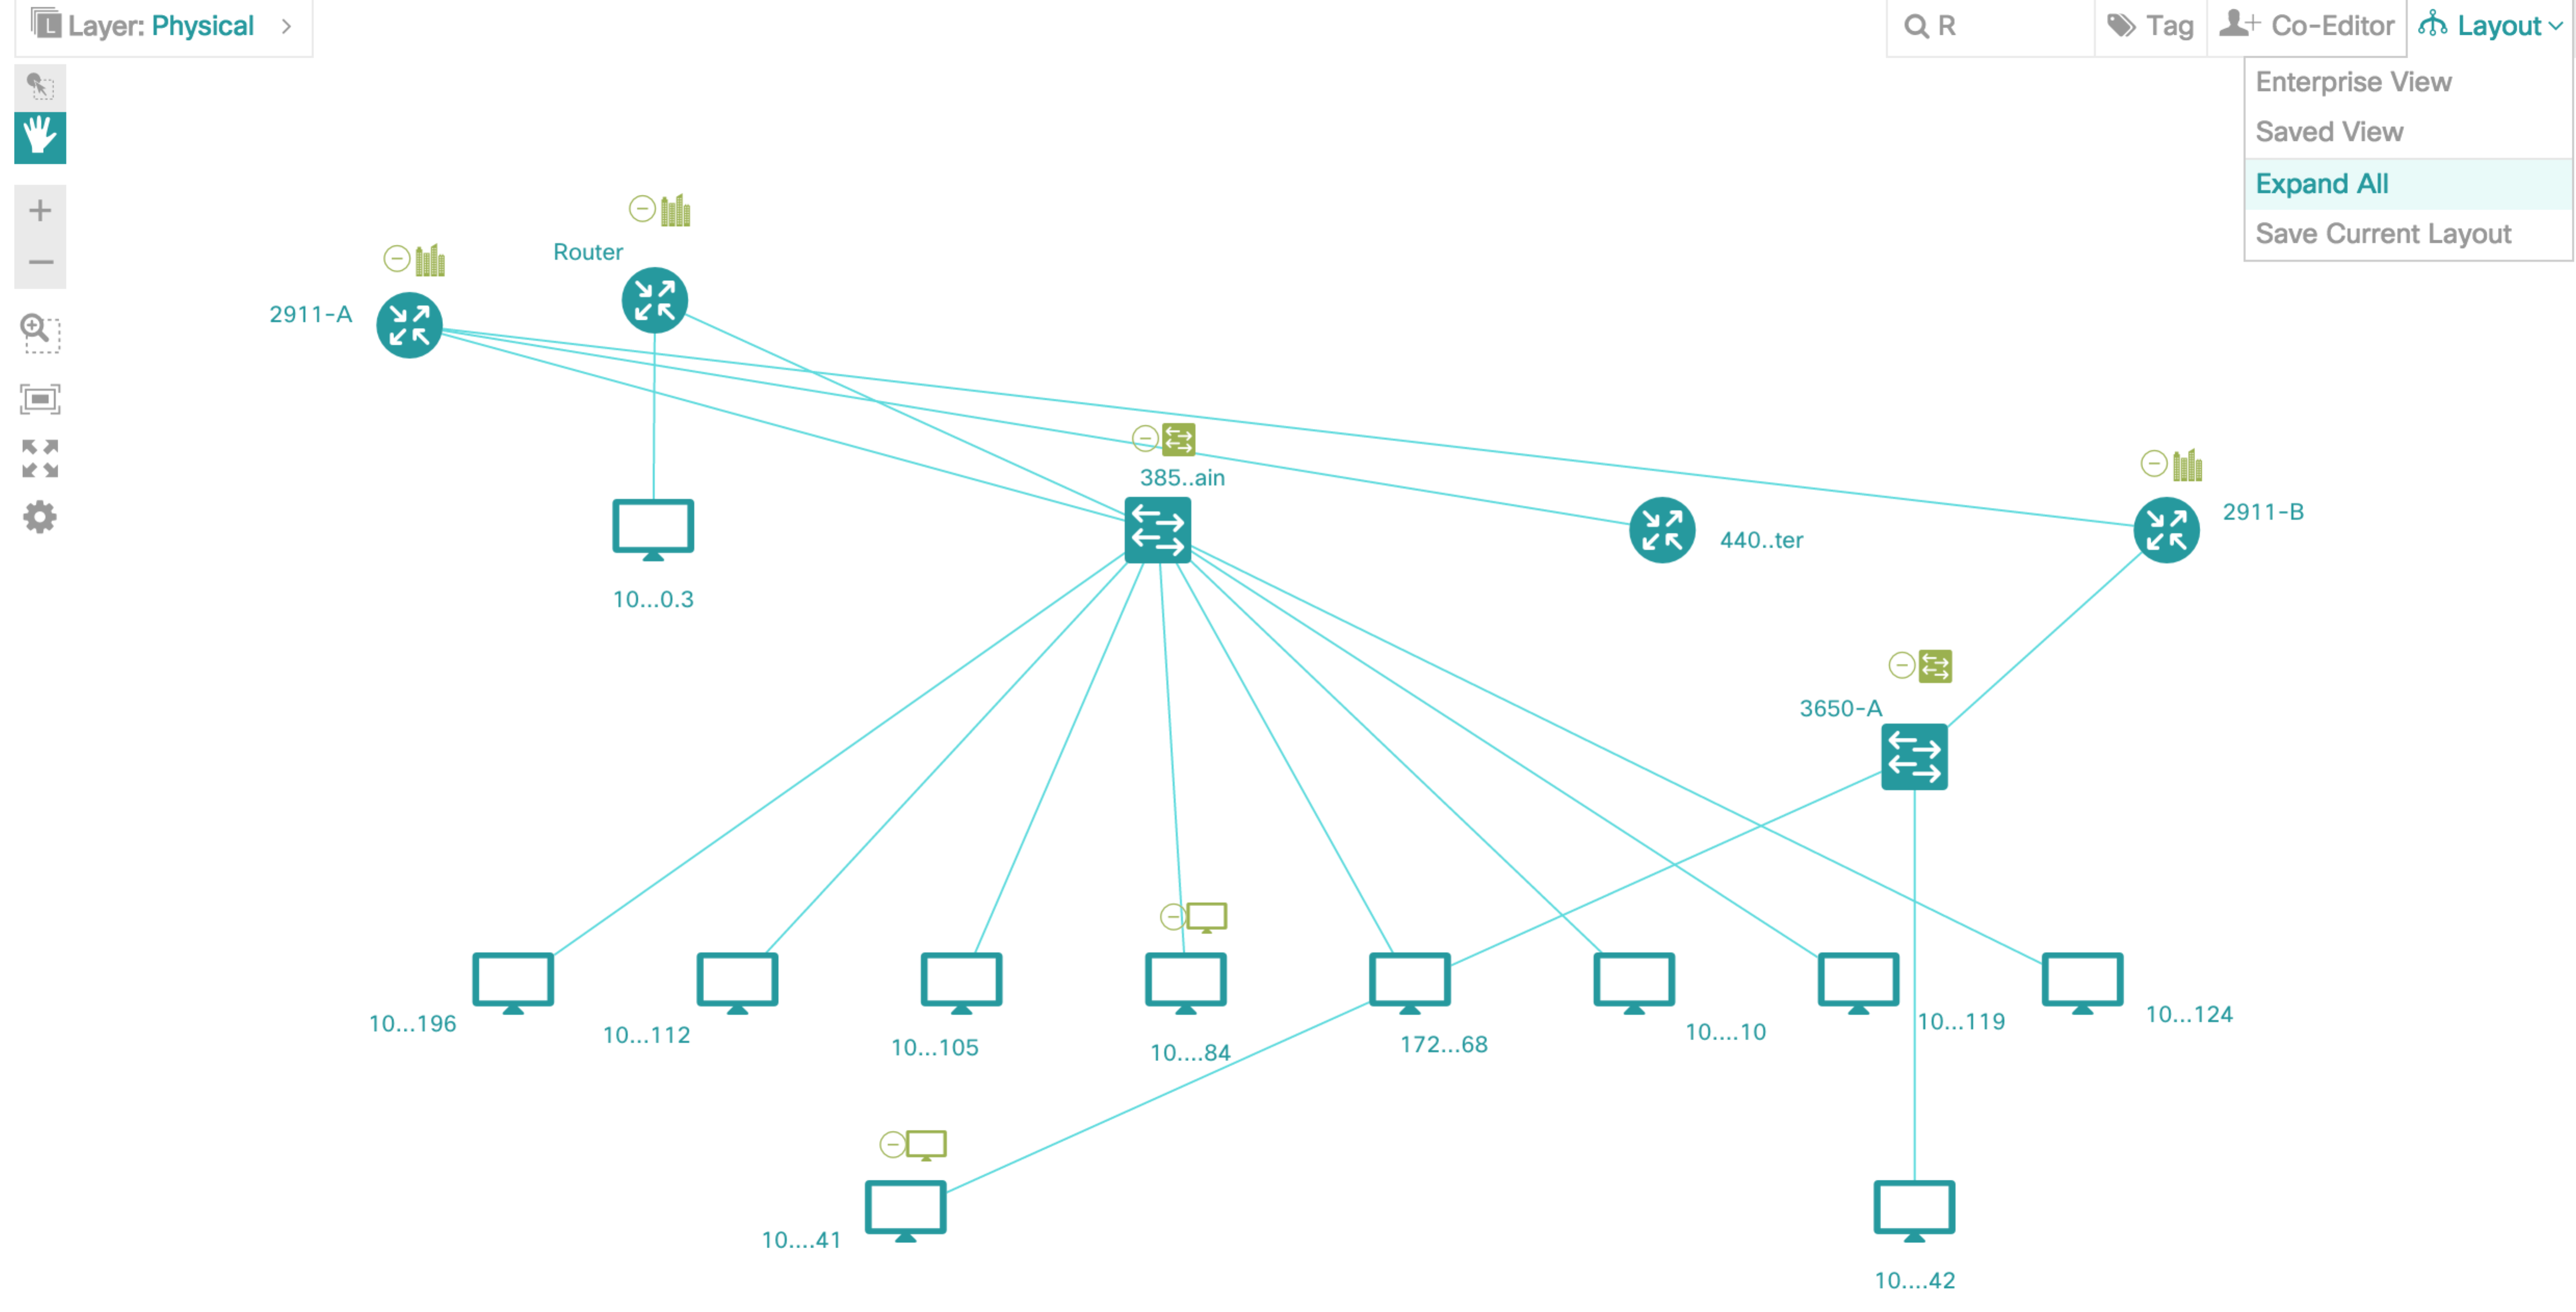 L Layer: Physical
R
Tag
Co-Editor
Layout
Enterprise View
Saved View
Expand All
Save Current Layout
Router
2911-A
385..ain
2911-B
440..ter
10...0.3
3650-A
10...196
10...112
10...105
10....84
172...68
10....10
10...119
10...124
10....41
10....42